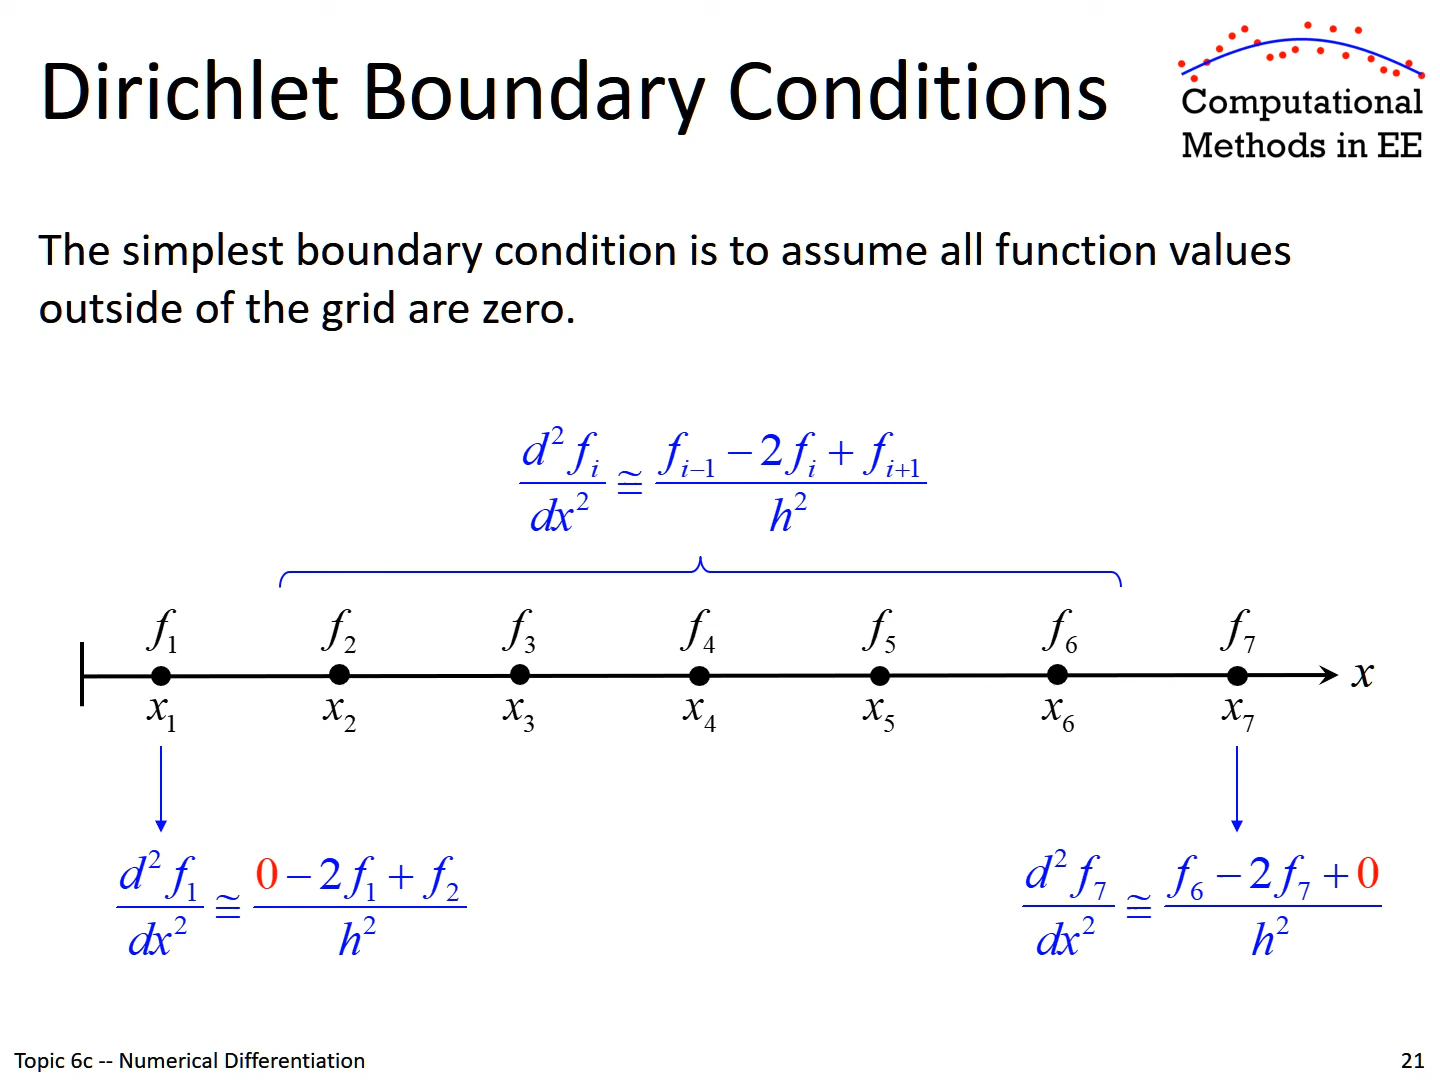 Dirichlet Boundary Conditions
Computational
Methods in EE
The simplest boundary condition is to assume all function values
outside of the grid are zero.
d²fᵢ/dx² ≅ (fᵢ₋₁ − 2fᵢ + fᵢ₊₁)/h²
f₁ f₂ f₃ f₄ f₅ f₆ f₇
x
x₁ x₂ x₃ x₄ x₅ x₆ x₇
d²f₁/dx² ≅ (0 − 2f₁ + f₂)/h²
d²f₇/dx² ≅ (f₆ − 2f₇ + 0)/h²
Topic 6c -- Numerical Differentiation
21